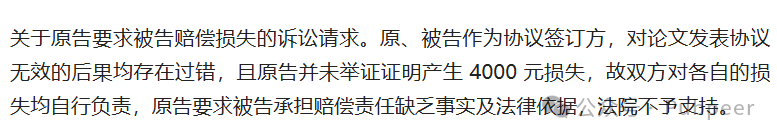 关于原告要求被告赔偿损失的诉讼请求。原、被告作为协议签订方，对论文发表协议
无效的后果均存在过错，且原告并未举证证明产生 4000 元损失，故双方对各自的损
失均自行负责，原告要求被告承担赔偿责任缺乏事实及法律依据，法院不予支持。